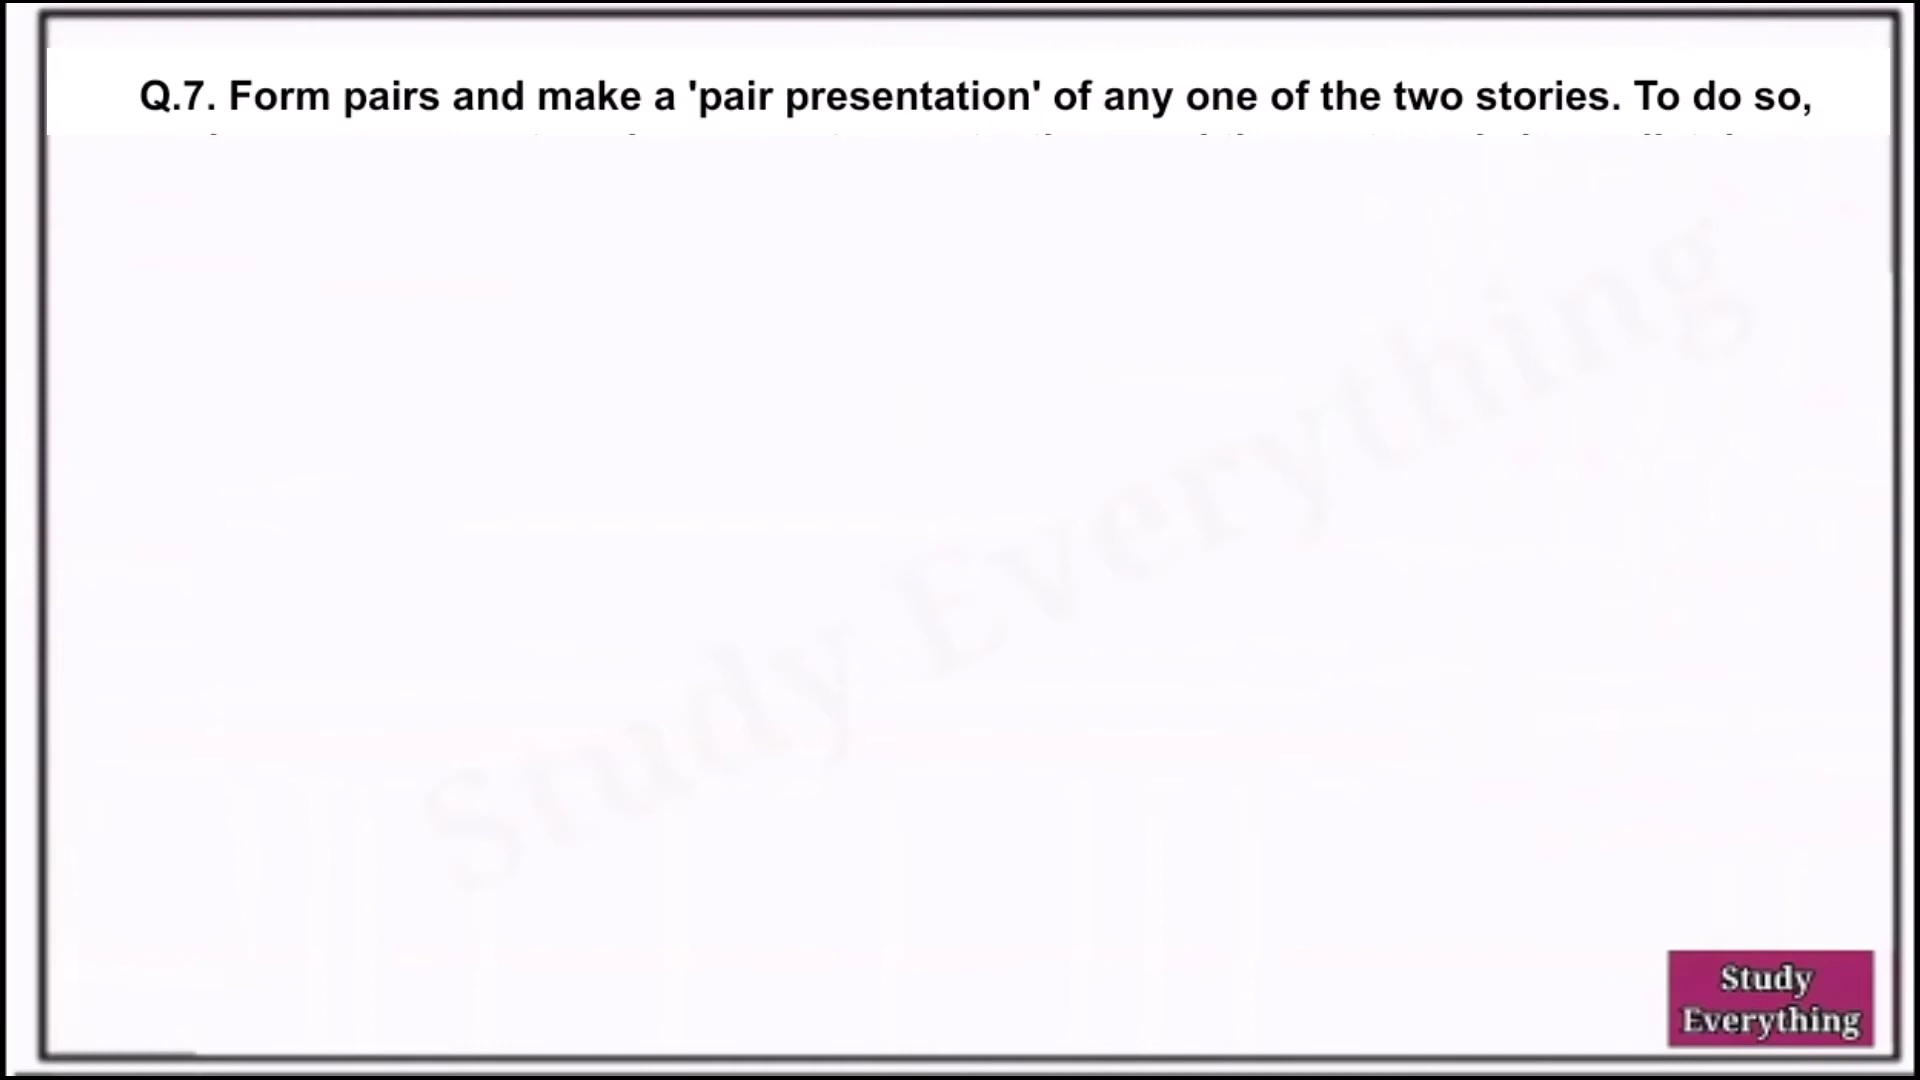 Q.7. Form pairs and make a 'pair presentation' of any one of the two stories. To do so,
Study Everything
Study
Everything